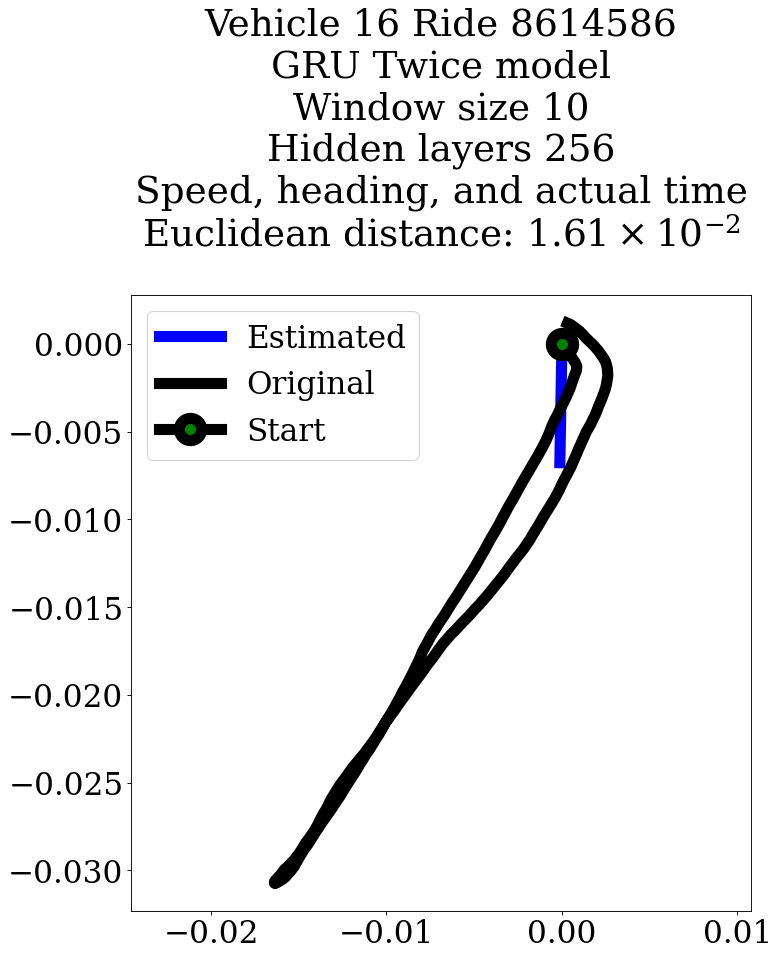 Vehicle 16 Ride 8614586
GRU Twice model
Window size 10
Hidden layers 256
Speed, heading, and actual time
Euclidean distance: 1.61 × 10⁻²
Estimated
Original
Start
0.000
−0.005
−0.010
−0.015
−0.020
−0.025
−0.030
−0.02 −0.01 0.00 0.01